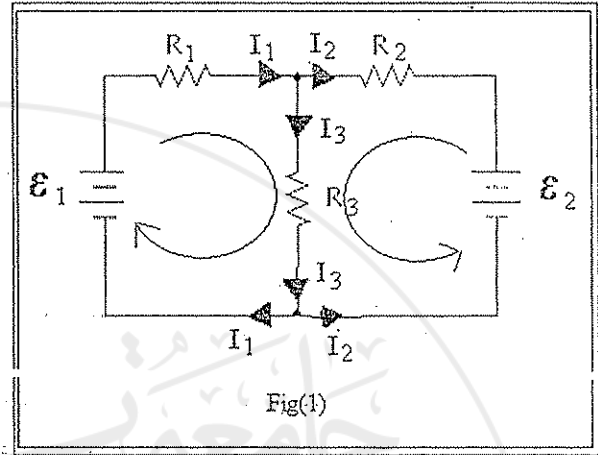 R₁ I₁ I₂ R₂
I₃
ε₁ R₃ ε₂
I₃
I₁ I₂
Fig(1)